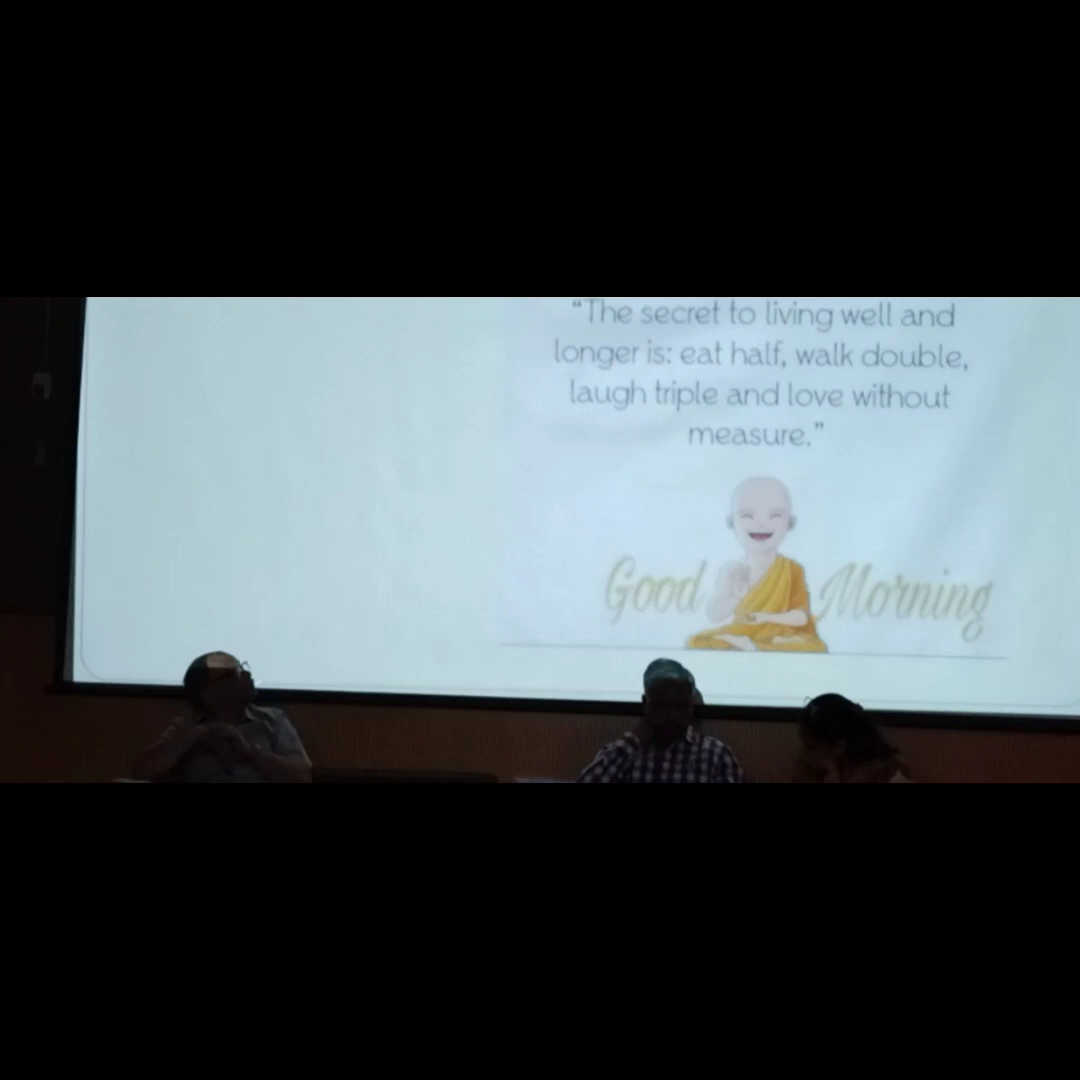 “The secret to living well and
longer is: eat half, walk double,
laugh triple and love without
measure.”
Good Morning